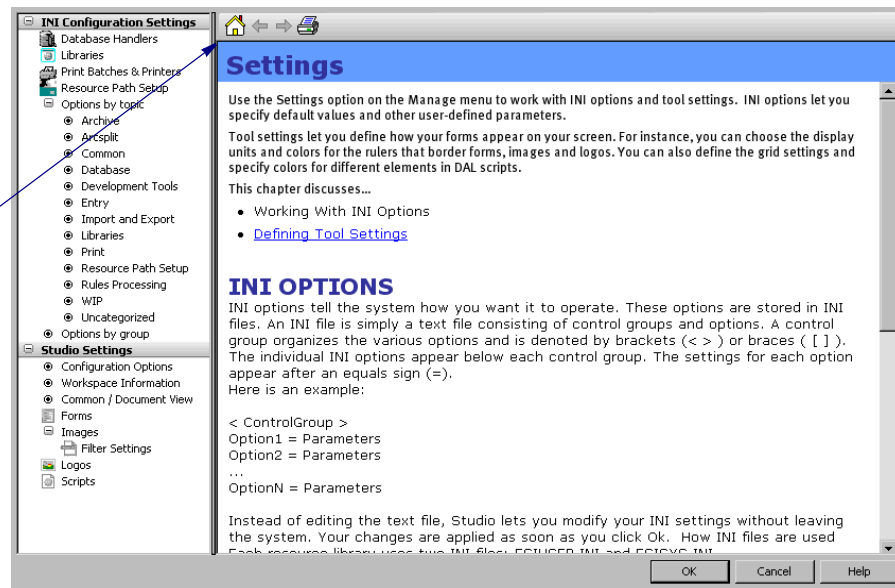 INI Configuration Settings
Database Handlers
Libraries
Print Batches & Printers
Resource Path Setup
Options by topic
Archive
Arcsplit
Common
Database
Development Tools
Entry
Import and Export
Libraries
Print
Resource Path Setup
Rules Processing
WIP
Uncategorized
Options by group
Studio Settings
Configuration Options
Workspace Information
Common / Document View
Forms
Images
Filter Settings
Logos
Scripts
Settings
Use the Settings option on the Manage menu to work with INI options and tool settings. INI options let you
specify default values and other user-defined parameters.
Tool settings let you define how your forms appear on your screen. For instance, you can choose the display
units and colors for the rulers that border forms, images and logos. You can also define the grid settings and
specify colors for different elements in DAL scripts.
This chapter discusses...
• Working With INI Options
• Defining Tool Settings
INI OPTIONS
INI options tell the system how you want it to operate. These options are stored in INI
files. An INI file is simply a text file consisting of control groups and options. A control
group organizes the various options and is denoted by brackets (< > ) or braces ( [ ] ).
The individual INI options appear below each control group. The settings for each option
appear after an equals sign (=).
Here is an example:
< ControlGroup >
Option1 = Parameters
Option2 = Parameters
...
OptionN = Parameters
Instead of editing the text file, Studio lets you modify your INI settings without leaving
the system. Your changes are applied as soon as you click Ok. How INI files are used
Each resource library uses two INI files: FSIUSER.INI and FSISYS.INI
OK
Cancel
Help